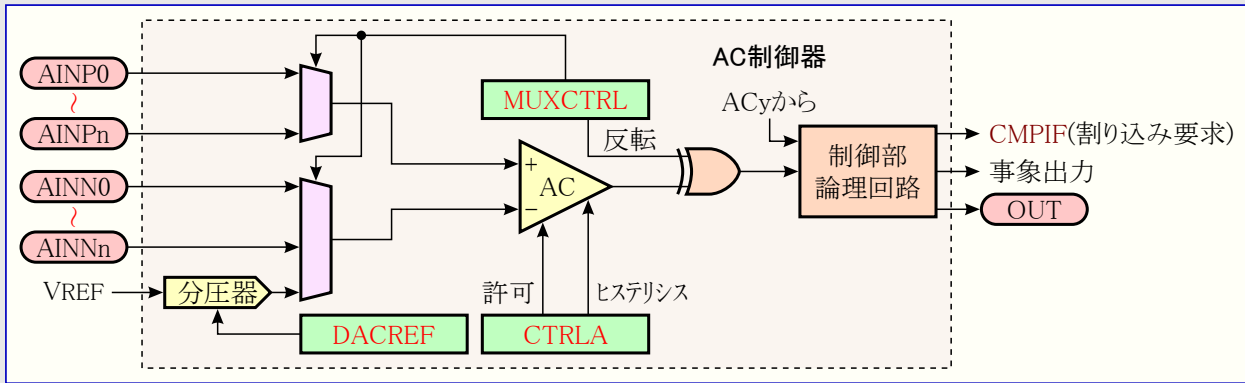 AINP0
~
AINPn
AINN0
~
AINNn
VREF
分圧器
DACREF
MUXCTRL
反転
+
AC
−
許可
ヒステリシス
CTRLA
AC制御器
ACyから
制御部
論理回路
CMPIF(割り込み要求)
事象出力
OUT